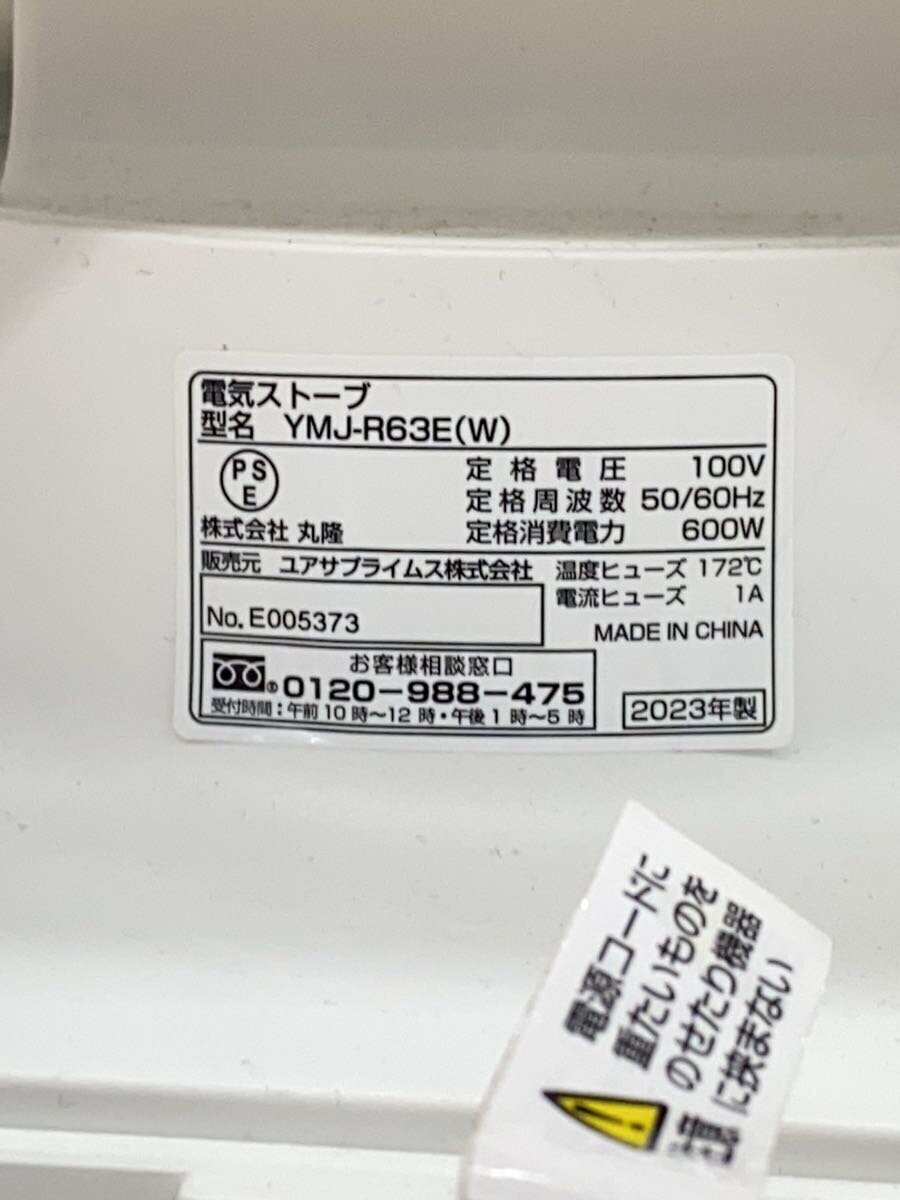 電気ストーブ
型名 YMJ-R63E(W)
PS
E
定格電圧 100V
定格周波数 50/60Hz
株式会社 丸隆
定格消費電力 600W
販売元 ユアサプライムス株式会社
温度ヒューズ 172℃
電流ヒューズ 1A
No.E005373
MADE IN CHINA
お客様相談窓口
®0120-988-475
受付時間:午前10時~12時・午後1時~5時
2023年製
電源コードに
重たいものを
のせたり機器
に挟まない
注意